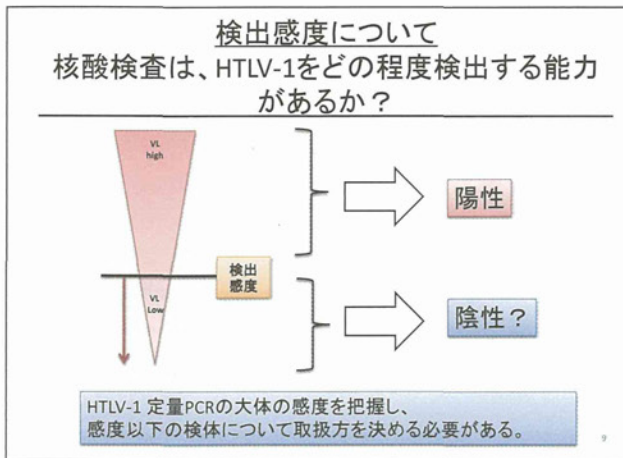 検出感度について
核酸検査は、HTLV-1をどの程度検出する能力
があるか？
VL
high
陽性
検出
感度
VL
Low
陰性？
HTLV-1 定量PCRの大体の感度を把握し、
感度以下の検体について取扱方を決める必要がある。
9